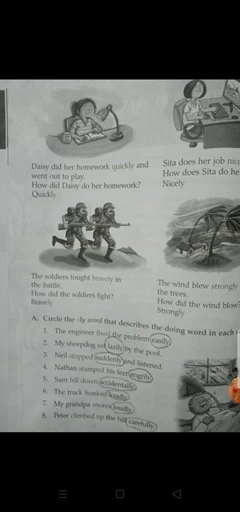 Daisy did her homework quickly and
went out to play.
How did Daisy do her homework?
Quickly
Sita does her job
How does Sita do
Nicely
The soldiers fought bravely in
the battle.
How did the soldiers fight?
Bravely
The wind blew strongly
the trees.
How did the wind
Strongly
A. Circle the -ly word that describes the doing word in each
1. The engineer fixed the problem easily.
2. My sheepdog sat lazily by the pool.
3. Neil stopped suddenly and listened.
4. Nathan stamped his feet angrily.
5. Sam fell down accidentally.
6. The truck honked loudly.
7. My grandpa snores loudly.
8. Peter climbed up the hill carefully.